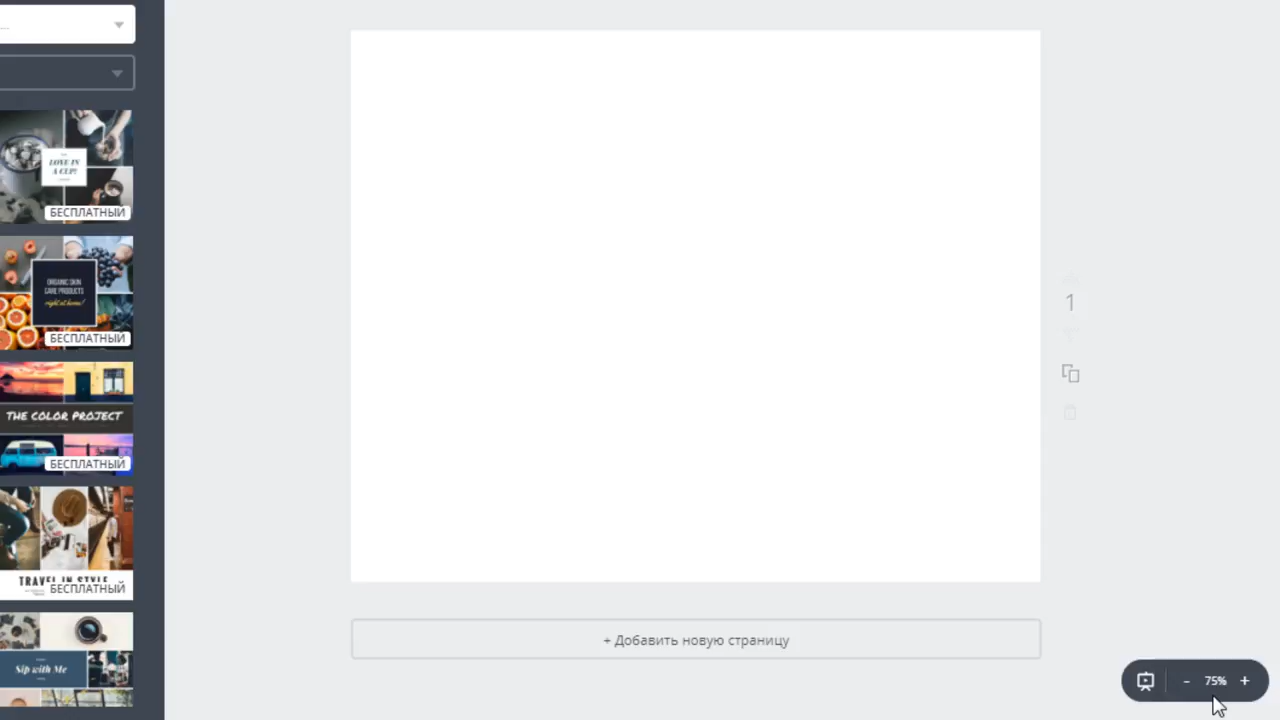 LOVE IN
A CUP!
БЕСПЛАТНЫЙ
ORGANIC SKIN
CARE PRODUCTS
right at home!
БЕСПЛАТНЫЙ
THE COLOR PROJECT
БЕСПЛАТНЫЙ
TRAVEL IN STYLE
БЕСПЛАТНЫЙ
Sip with Me
1
+ Добавить новую страницу
- 75% +